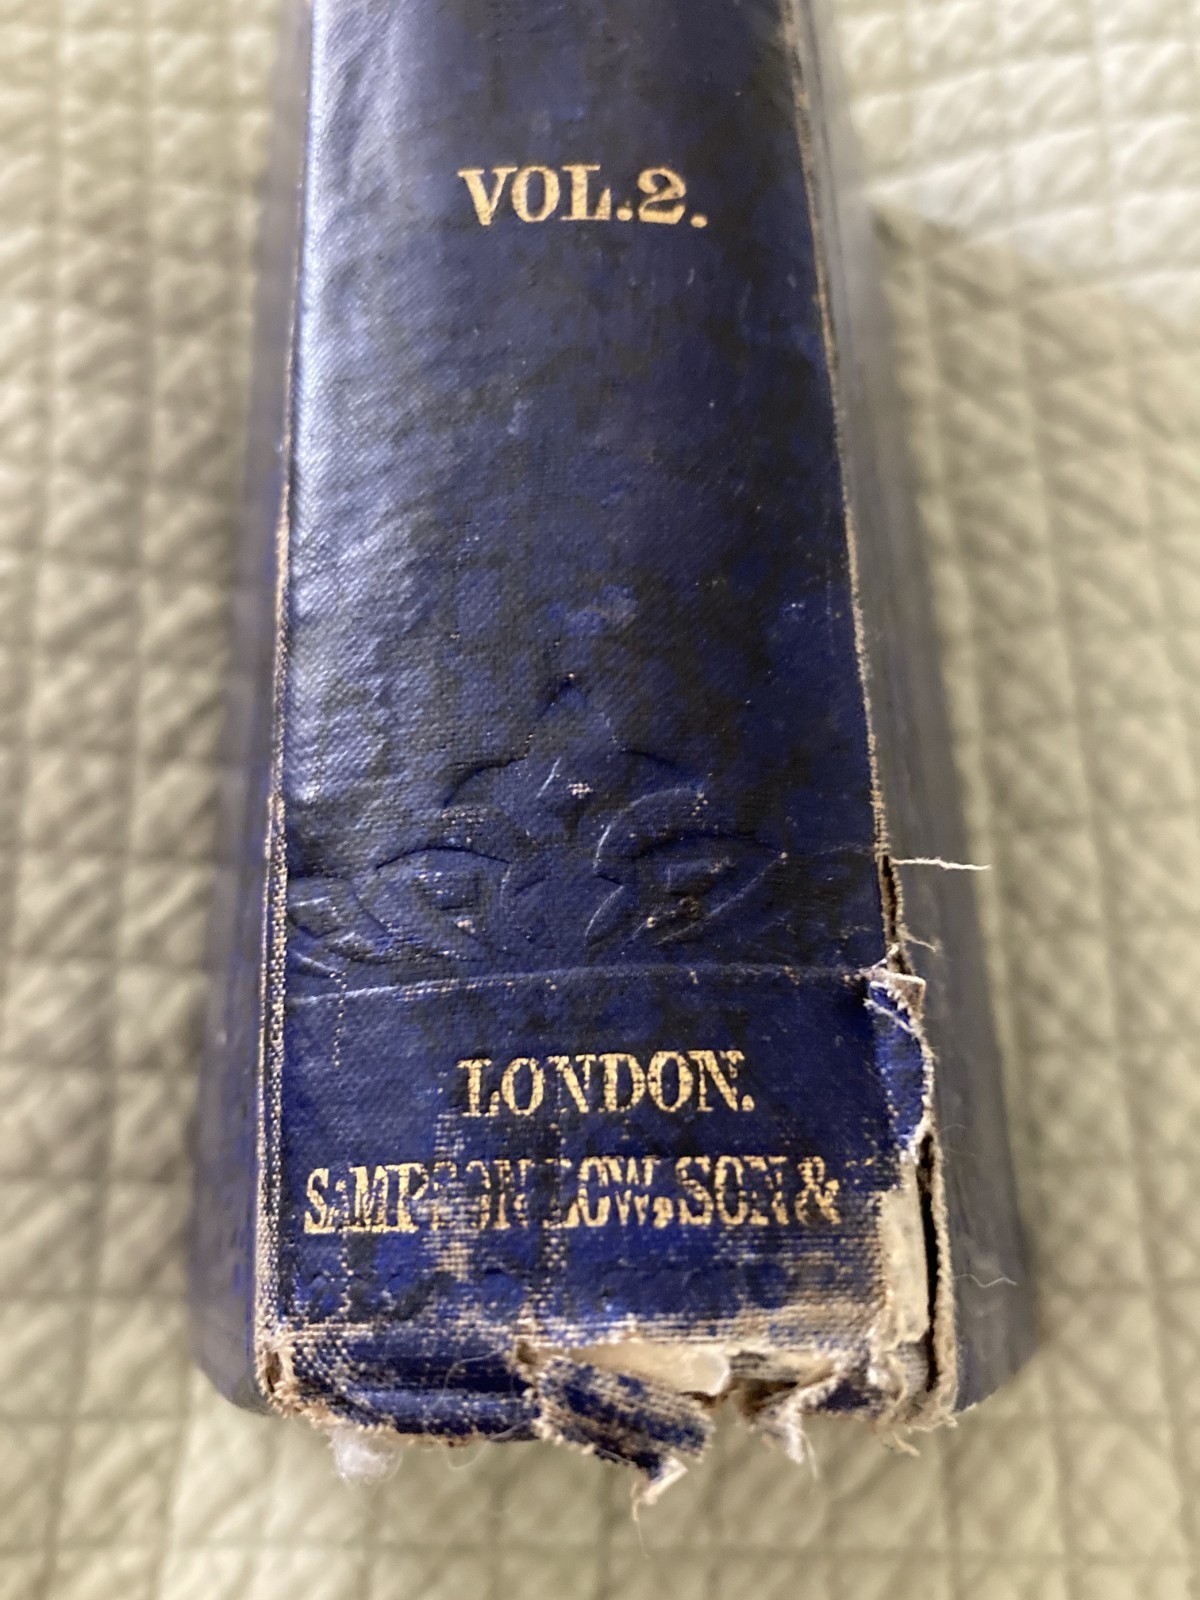 VOL.2.
LONDON.
SAMPSON LOW, SON &